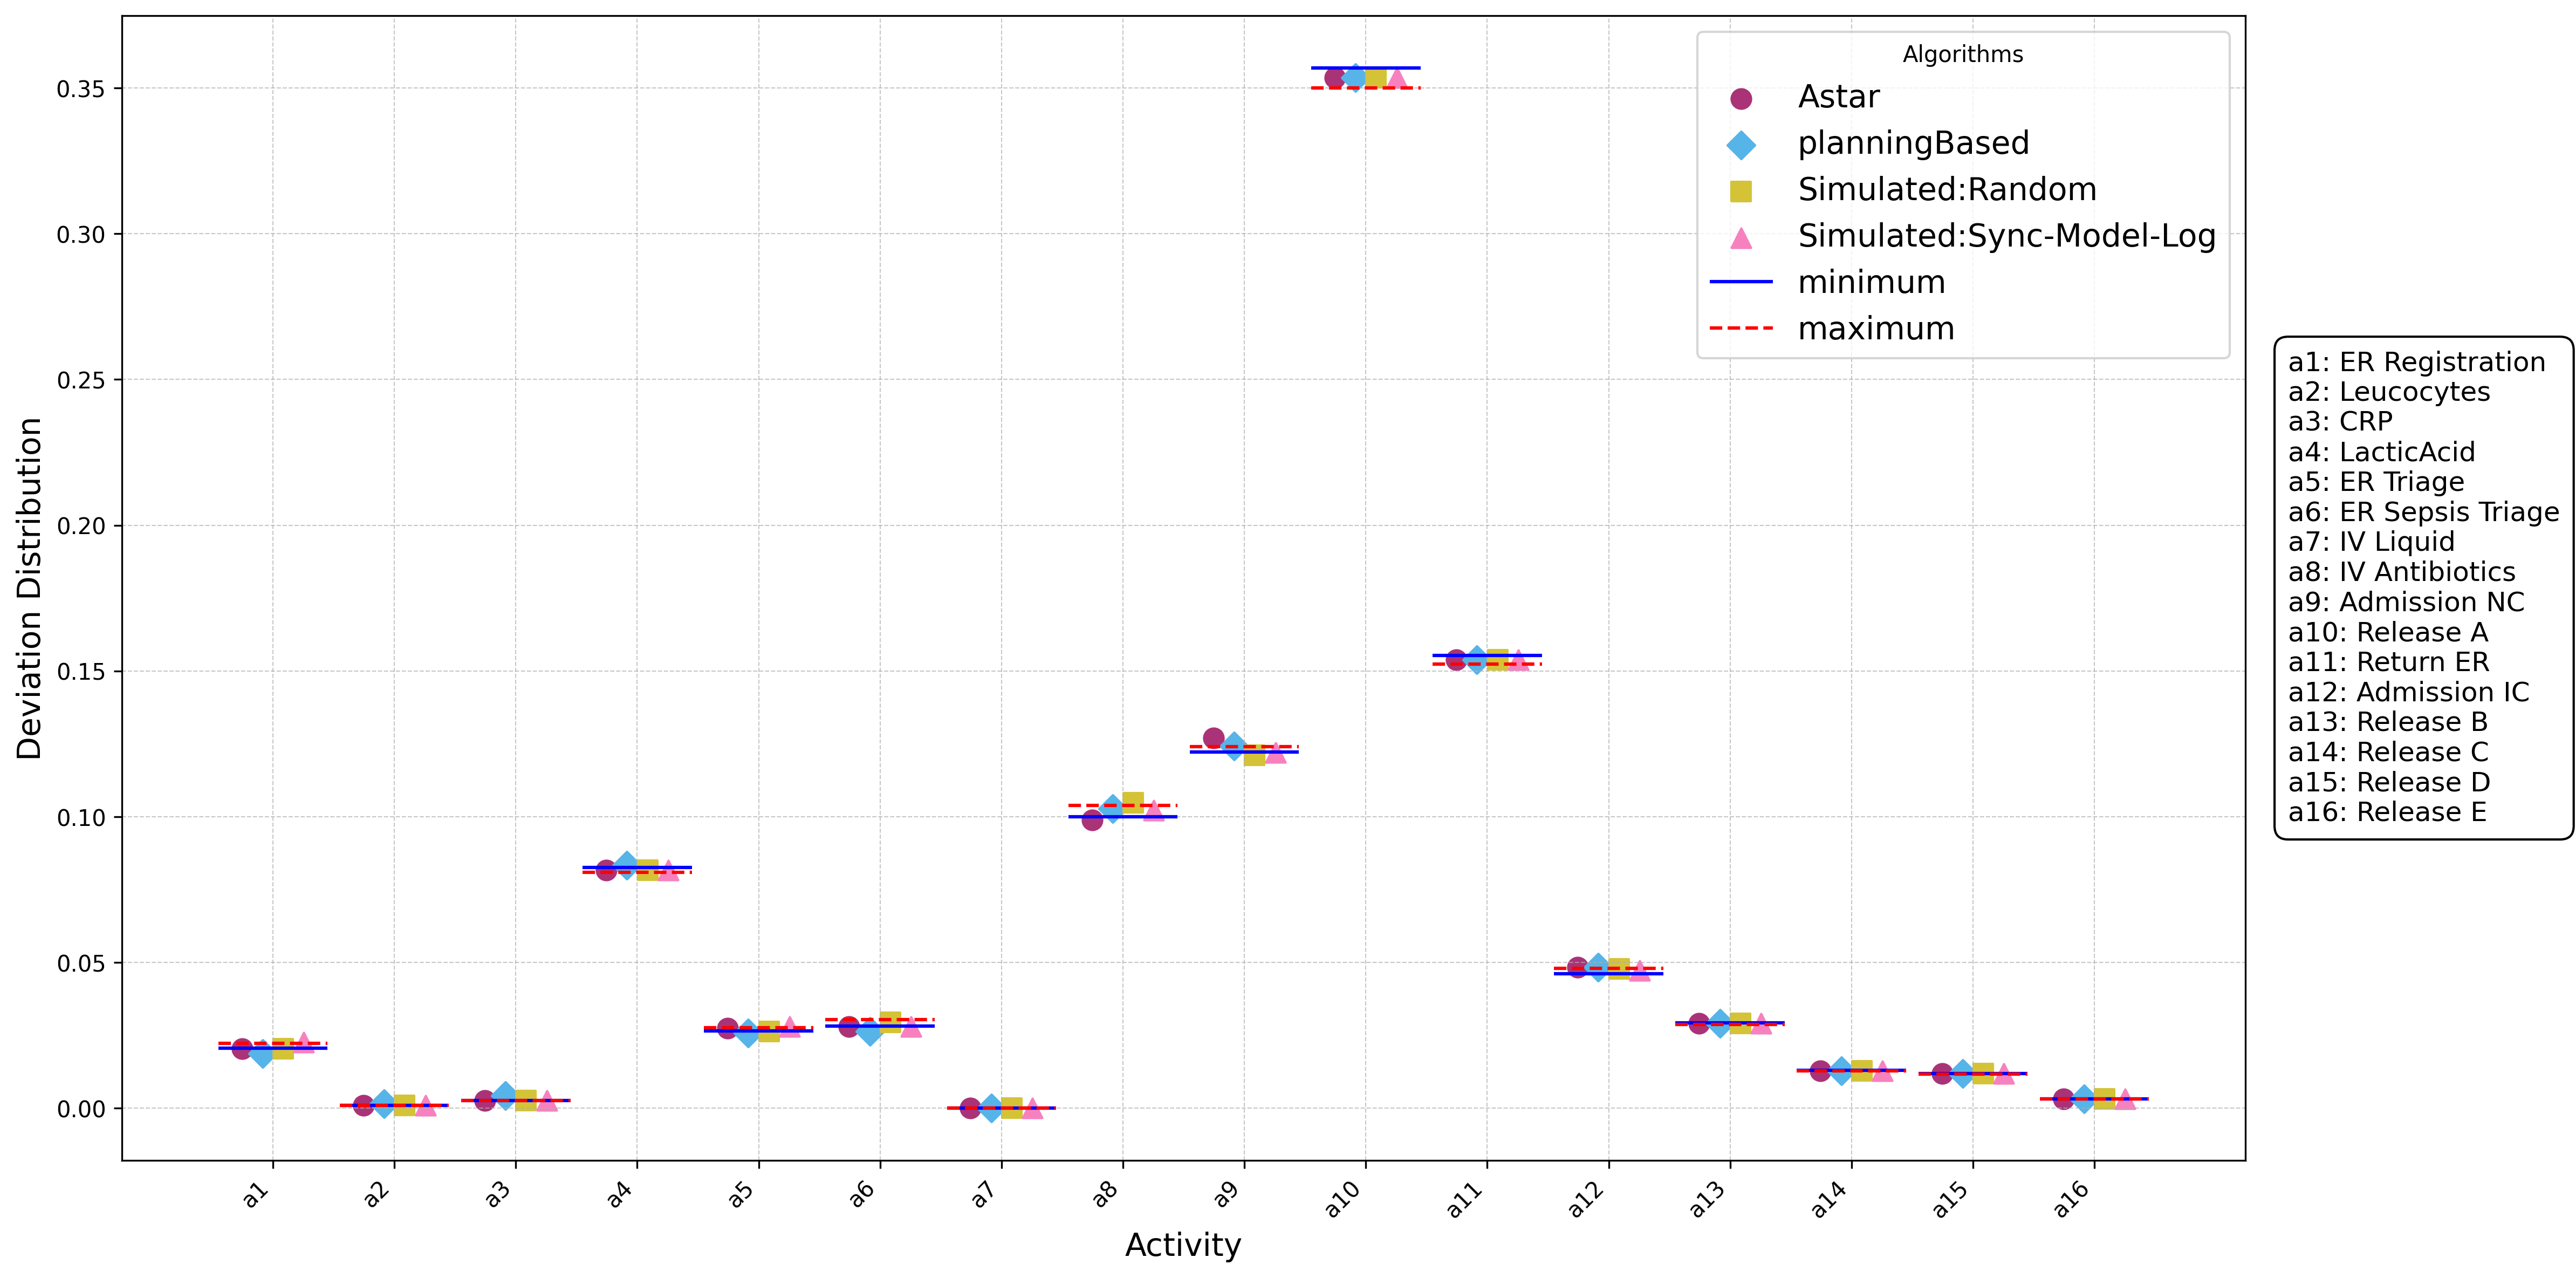 Deviation Distribution
0.35
0.30
0.25
0.20
0.15
0.10
0.05
0.00
a1
a2
a3
a4
a5
a6
a7
a8
a9
a10
a11
a12
a13
a14
a15
a16
Activity
Algorithms
Astar
planningBased
Simulated:Random
Simulated:Sync-Model-Log
minimum
maximum
a1: ER Registration
a2: Leucocytes
a3: CRP
a4: LacticAcid
a5: ER Triage
a6: ER Sepsis Triage
a7: IV Liquid
a8: IV Antibiotics
a9: Admission NC
a10: Release A
a11: Return ER
a12: Admission IC
a13: Release B
a14: Release C
a15: Release D
a16: Release E